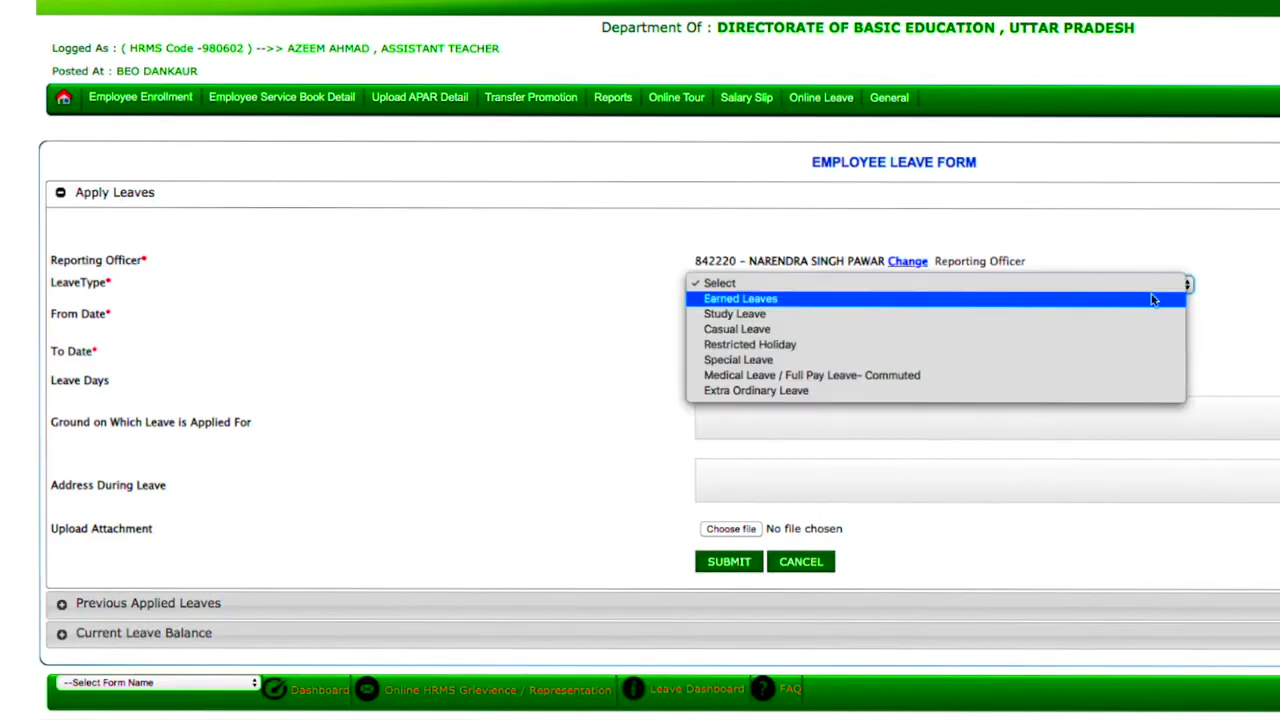 Department Of : DIRECTORATE OF BASIC EDUCATION , UTTAR PRADESH
Logged As : ( HRMS Code -980602 ) -->> AZEEM AHMAD , ASSISTANT TEACHER
Posted At : BEO DANKAUR
Employee Enrollment Employee Service Book Detail Upload APAR Detail Transfer Promotion Reports Online Tour Salary Slip Online Leave General
EMPLOYEE LEAVE FORM
Apply Leaves
Reporting Officer* 842220 - NARENDRA SINGH PAWAR Change Reporting Officer
LeaveType* ✓ Select
Earned Leaves
From Date* Study Leave
Casual Leave
Restricted Holiday
To Date* Special Leave
Leave Days Medical Leave / Full Pay Leave- Commuted
Extra Ordinary Leave
Ground on Which Leave is Applied For
Address During Leave
Upload Attachment Choose file No file chosen
SUBMIT CANCEL
Previous Applied Leaves
Current Leave Balance
--Select Form Name Dashboard Online HRMS Grievience / Representation Leave Dashboard ? FAQ